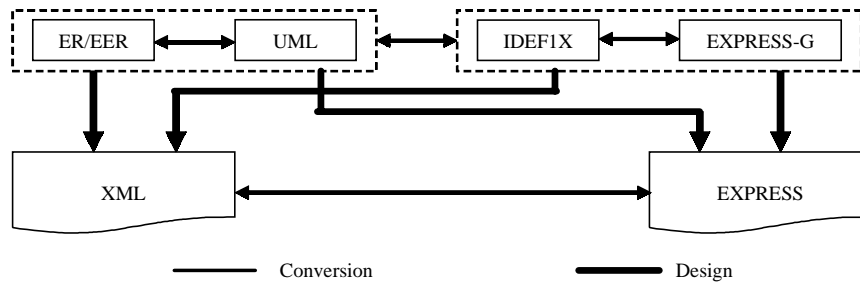 ER/EER
UML
IDEF1X
EXPRESS-G
XML
EXPRESS
Conversion
Design